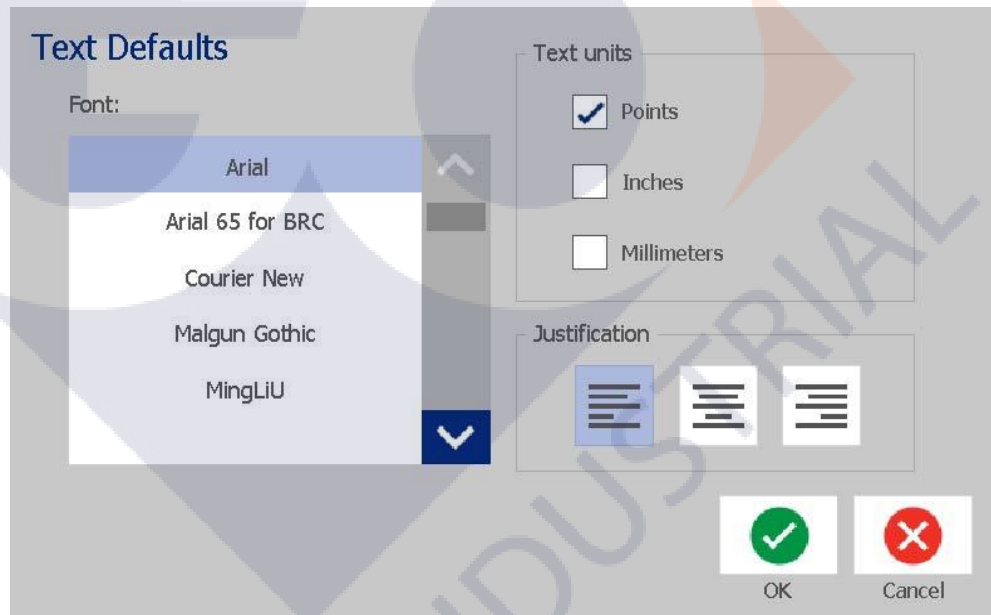 Text Defaults
Font:
Arial
Arial 65 for BRC
Courier New
Malgun Gothic
MingLiU
Text units
Points
Inches
Millimeters
Justification
OK
Cancel
INDUSTRIAL